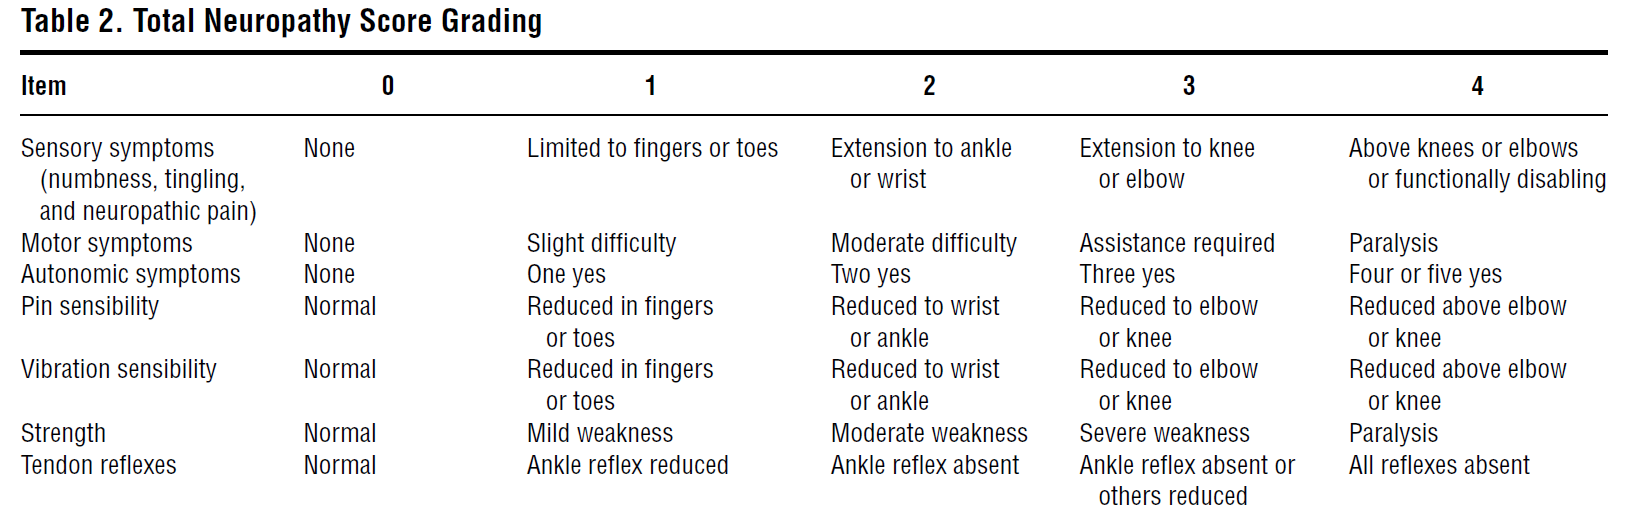 Table 2. Total Neuropathy Score Grading
Item 0 1 2 3 4
Sensory symptoms None Limited to fingers or toes Extension to ankle Extension to knee Above knees or elbows
(numbness, tingling, or wrist or elbow or functionally disabling
and neuropathic pain)
Motor symptoms None Slight difficulty Moderate difficulty Assistance required Paralysis
Autonomic symptoms None One yes Two yes Three yes Four or five yes
Pin sensibility Normal Reduced in fingers Reduced to wrist Reduced to elbow Reduced above elbow
or toes or ankle or knee or knee
Vibration sensibility Normal Reduced in fingers Reduced to wrist Reduced to elbow Reduced above elbow
or toes or ankle or knee or knee
Strength Normal Mild weakness Moderate weakness Severe weakness Paralysis
Tendon reflexes Normal Ankle reflex reduced Ankle reflex absent Ankle reflex absent or All reflexes absent
others reduced